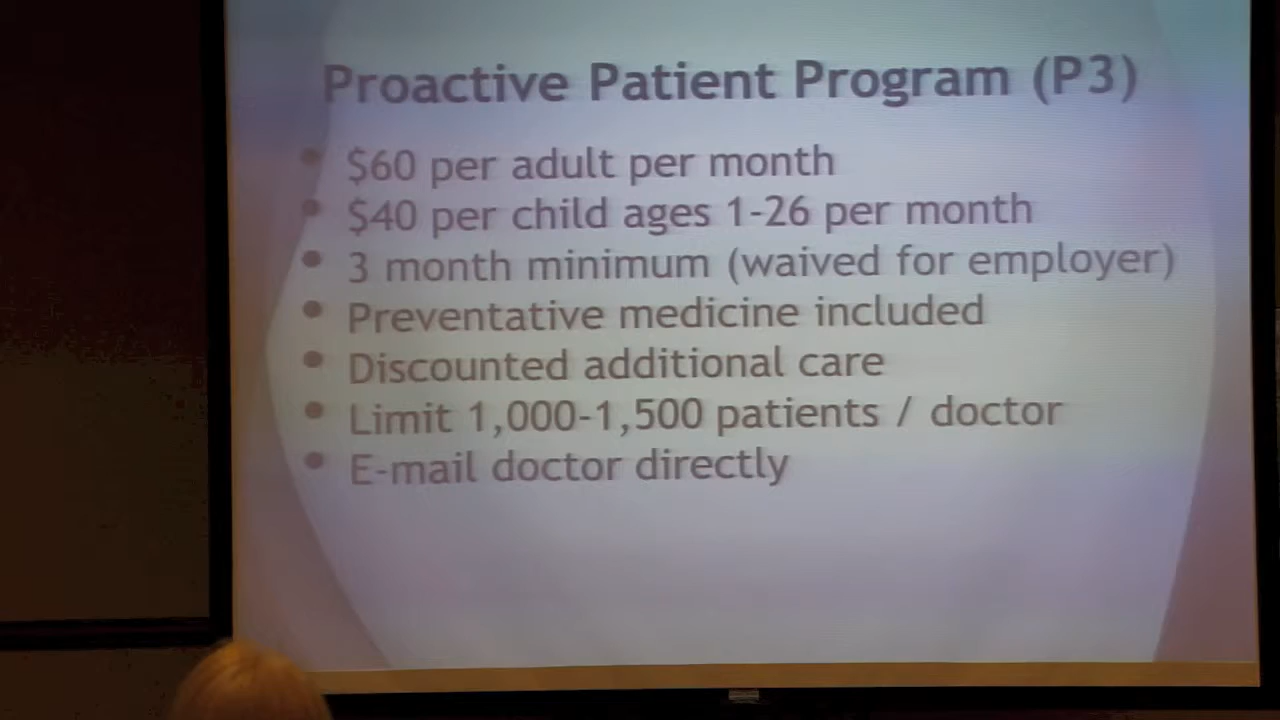 Proactive Patient Program (P3)
$60 per adult per month
$40 per child ages 1-26 per month
3 month minimum (waived for employer)
Preventative medicine included
Discounted additional care
Limit 1,000-1,500 patients / doctor
E-mail doctor directly